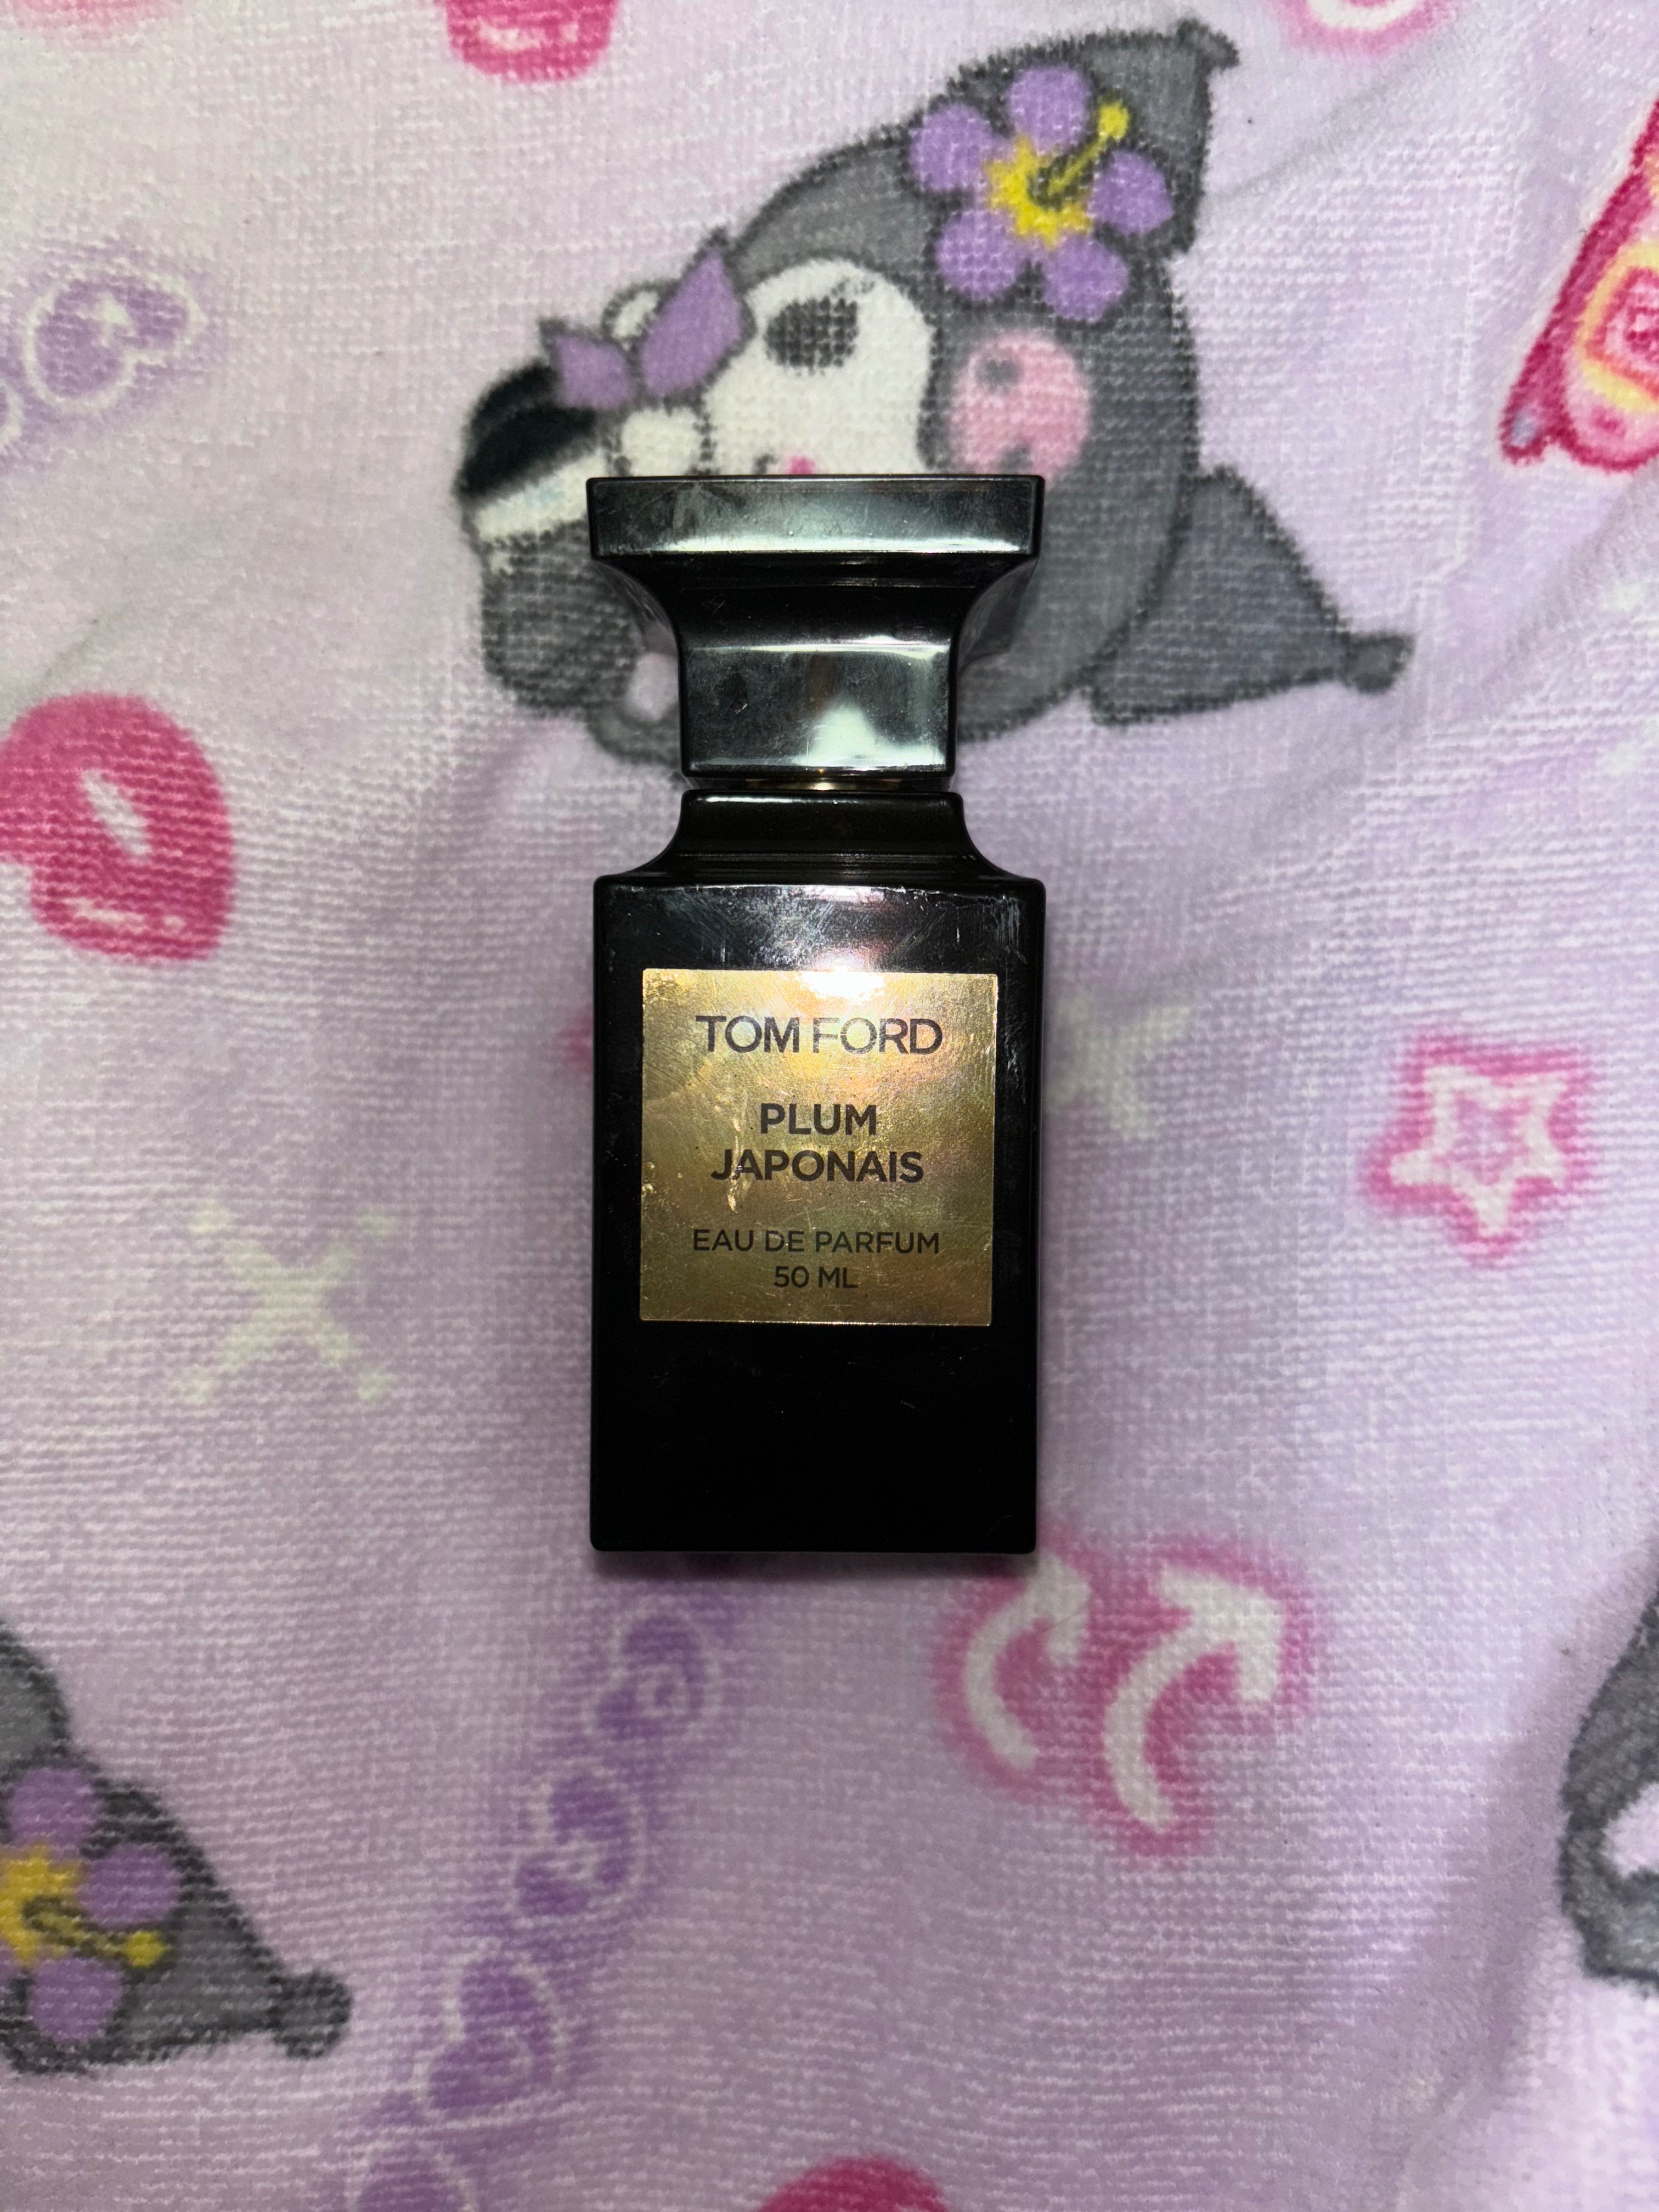 TOM FORD
PLUM
JAPONAIS
EAU DE PARFUM
50 ML